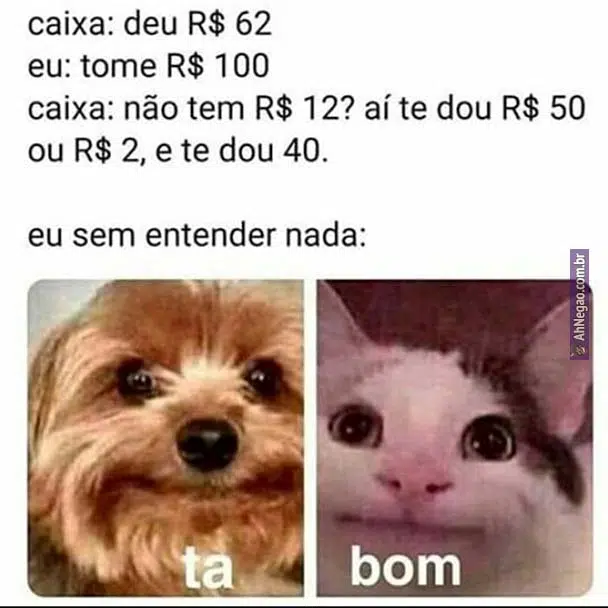 caixa: deu R$ 62
eu: tome R$ 100
caixa: não tem R$ 12? aí te dou R$ 50
ou R$ 2, e te dou 40.
eu sem entender nada:
AhNegao.com.br
ta
bom